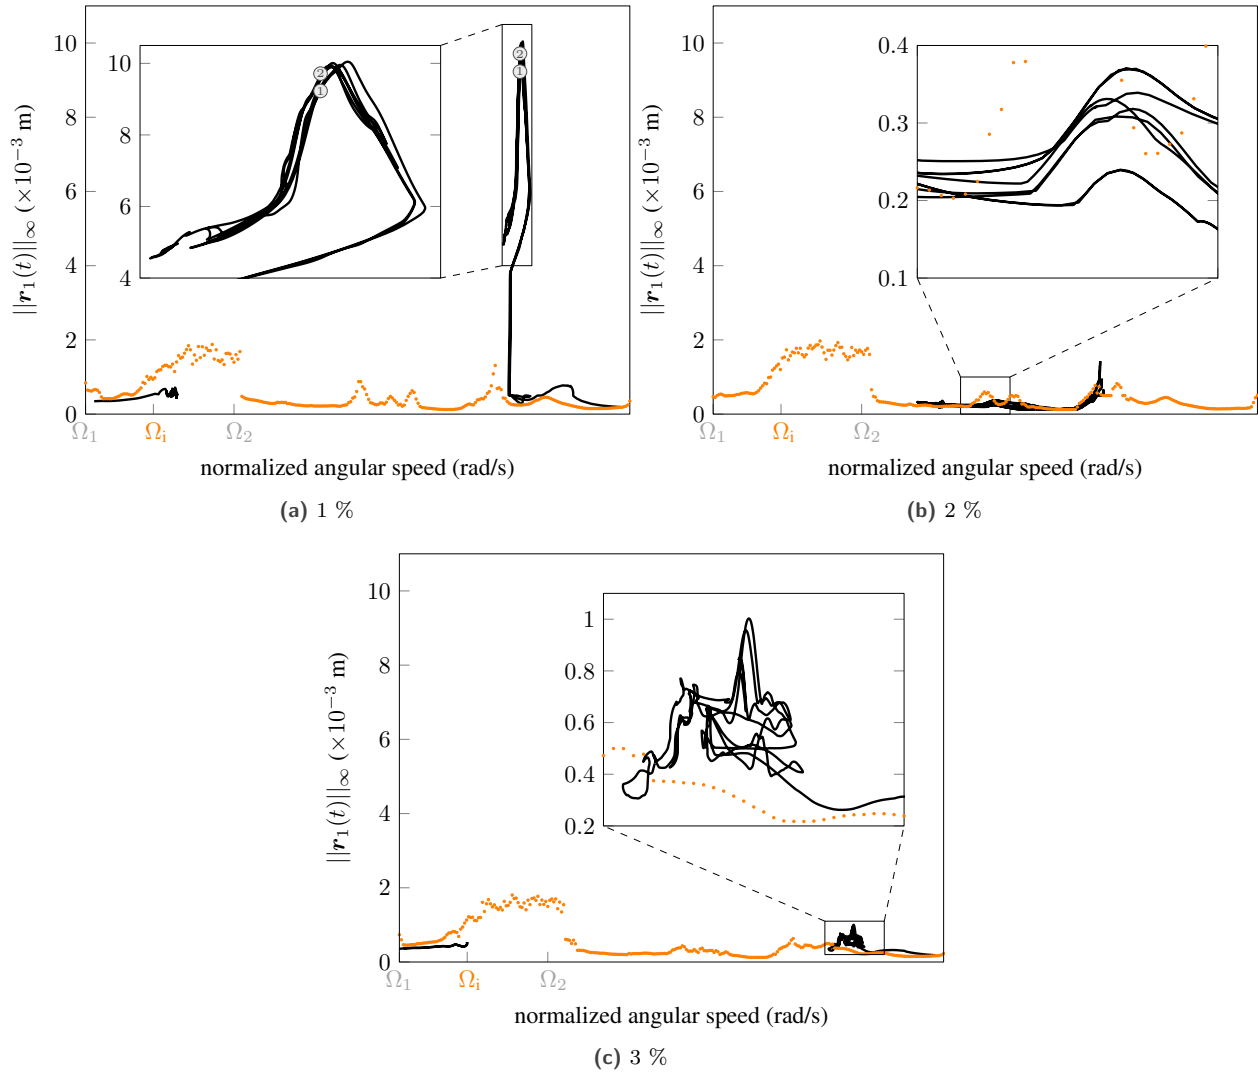 10
8
6
4
2
0
||r₁(t)||∞ (×10⁻³ m)
10
8
6
4
2
1
2
1
Ω₁
Ωᵢ
Ω₂
normalized angular speed (rad/s)
(a) 1 %
10
8
6
4
2
0
||r₁(t)||∞ (×10⁻³ m)
0.4
0.3
0.2
0.1
Ω₁
Ωᵢ
Ω₂
normalized angular speed (rad/s)
(b) 2 %
10
8
6
4
2
0
||r₁(t)||∞ (×10⁻³ m)
1
0.8
0.6
0.4
0.2
Ω₁
Ωᵢ
Ω₂
normalized angular speed (rad/s)
(c) 3 %